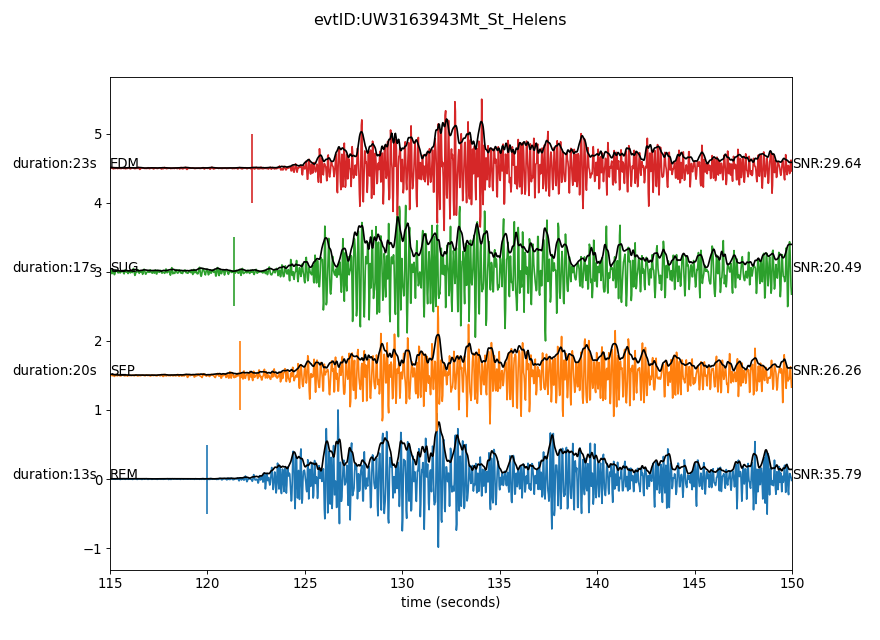 evtID:UW3163943Mt_St_Helens
5
duration:23s EDM SNR:29.64
4
duration:17s 3 SUG SNR:20.49
2
duration:20s SEP SNR:26.26
1
duration:13s 0 REM SNR:35.79
−1
115 120 125 130 135 140 145 150
time (seconds)